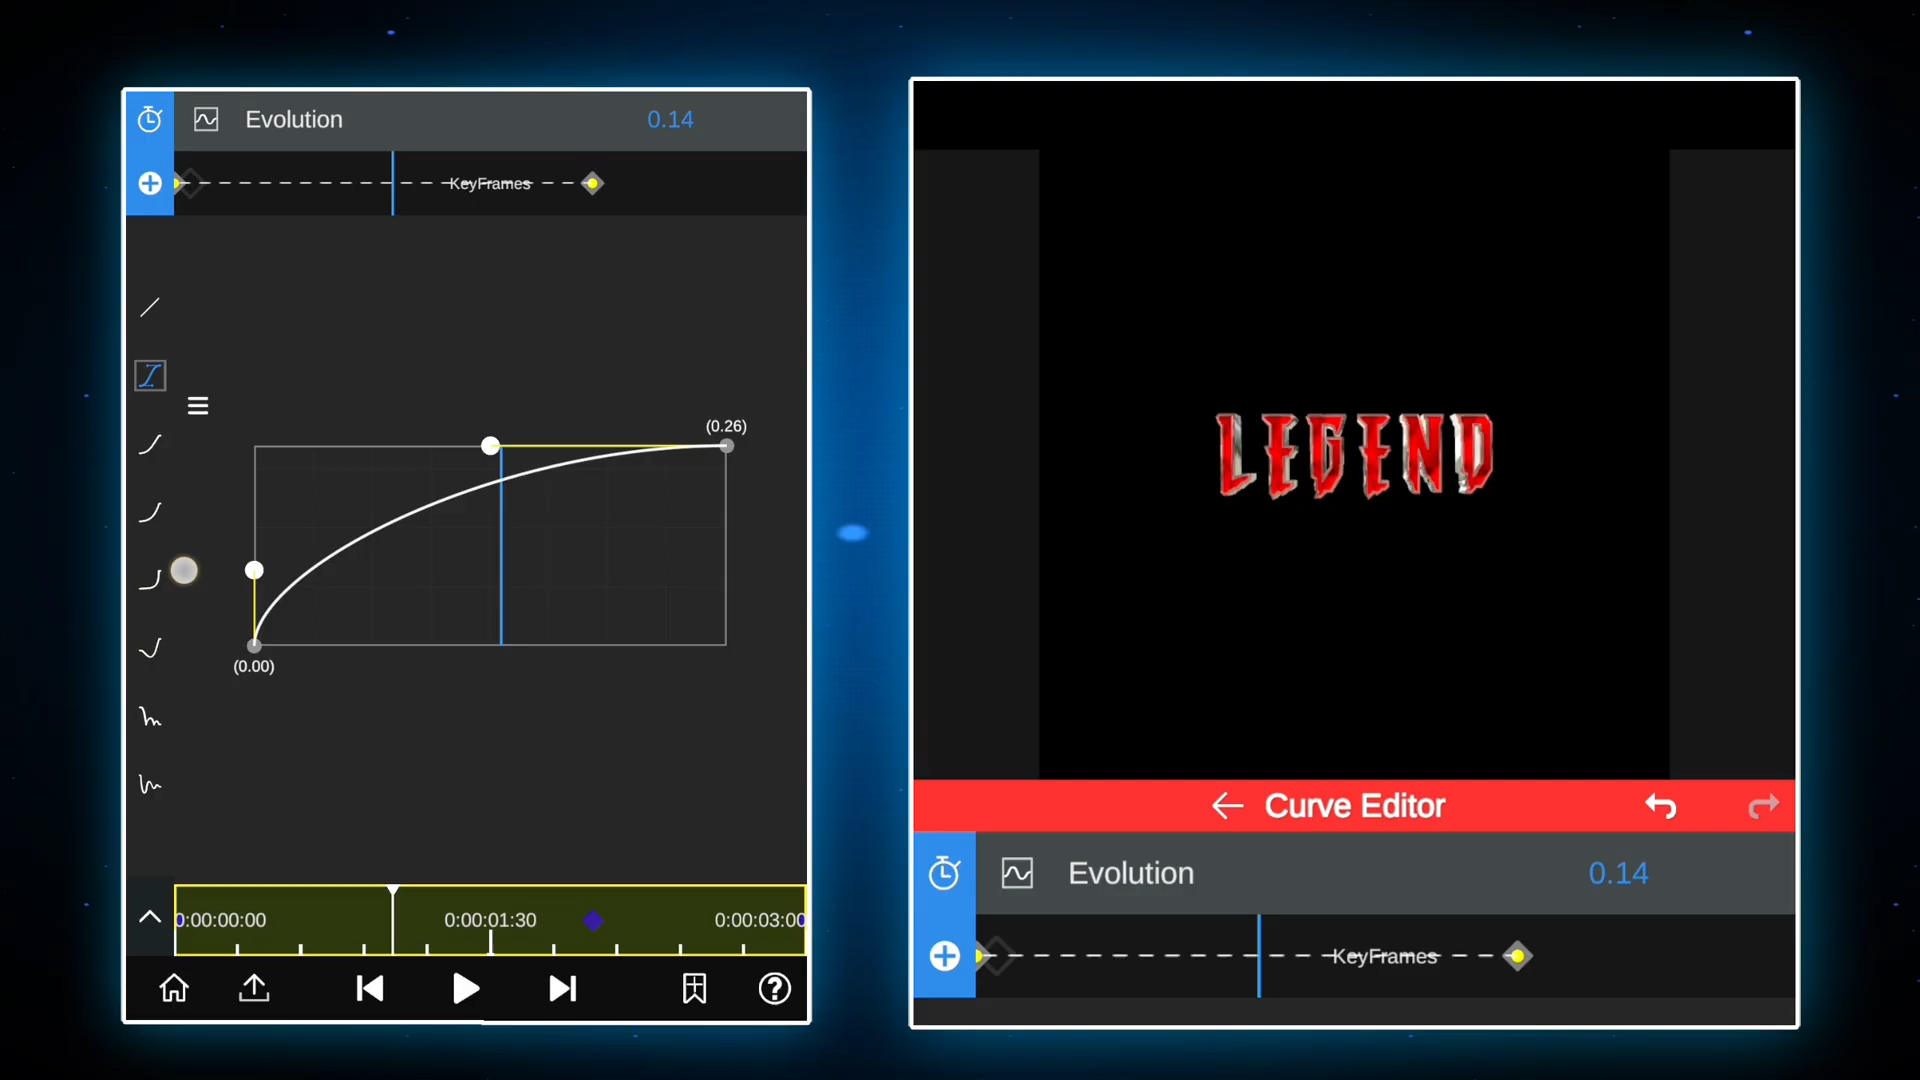 Evolution 0.14
KeyFrames
(0.26)
(0.00)
0:00:00:00 0:00:01:30 0:00:03:00
LEGEND
Curve Editor
Evolution 0.14
KeyFrames